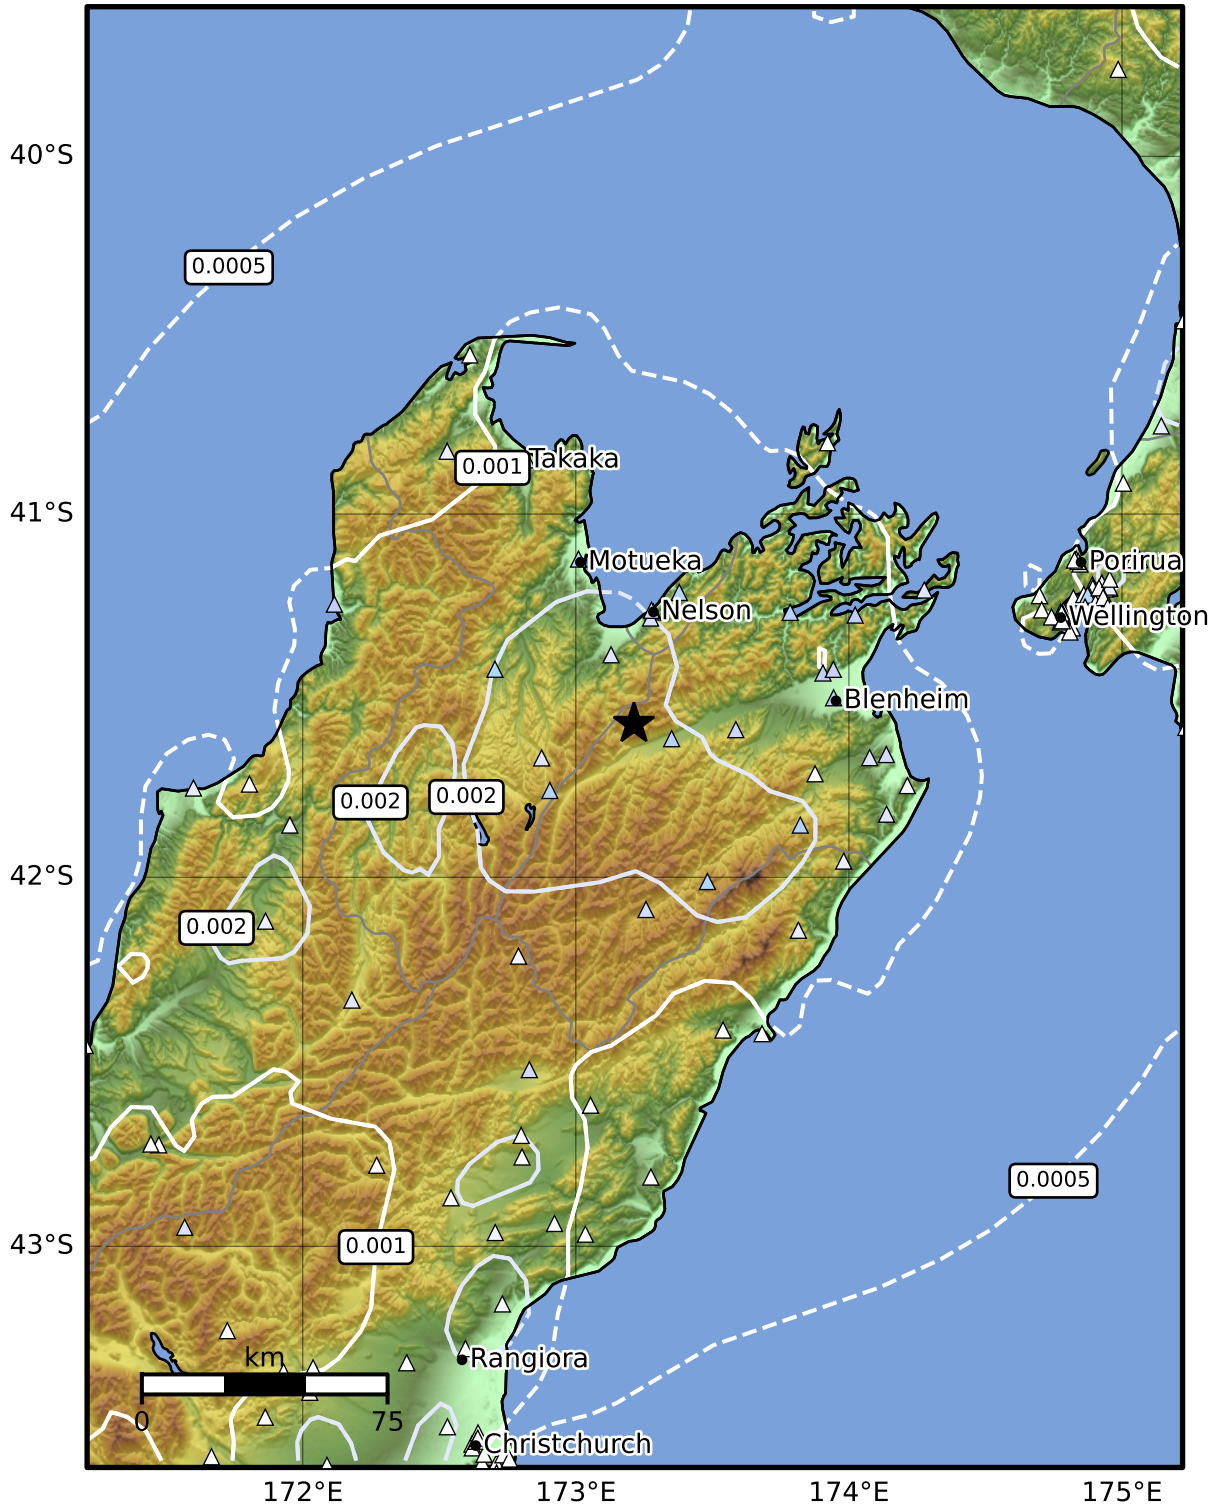 40°S
0.0005
Takaka
0.001
41°S
Motueka
Porirua
Nelson
Wellington
Blenheim
0.002
0.002
42°S
0.002
0.0005
43°S
0.001
km
Rangiora
0
75
Christchurch
172°E
173°E
174°E
175°E